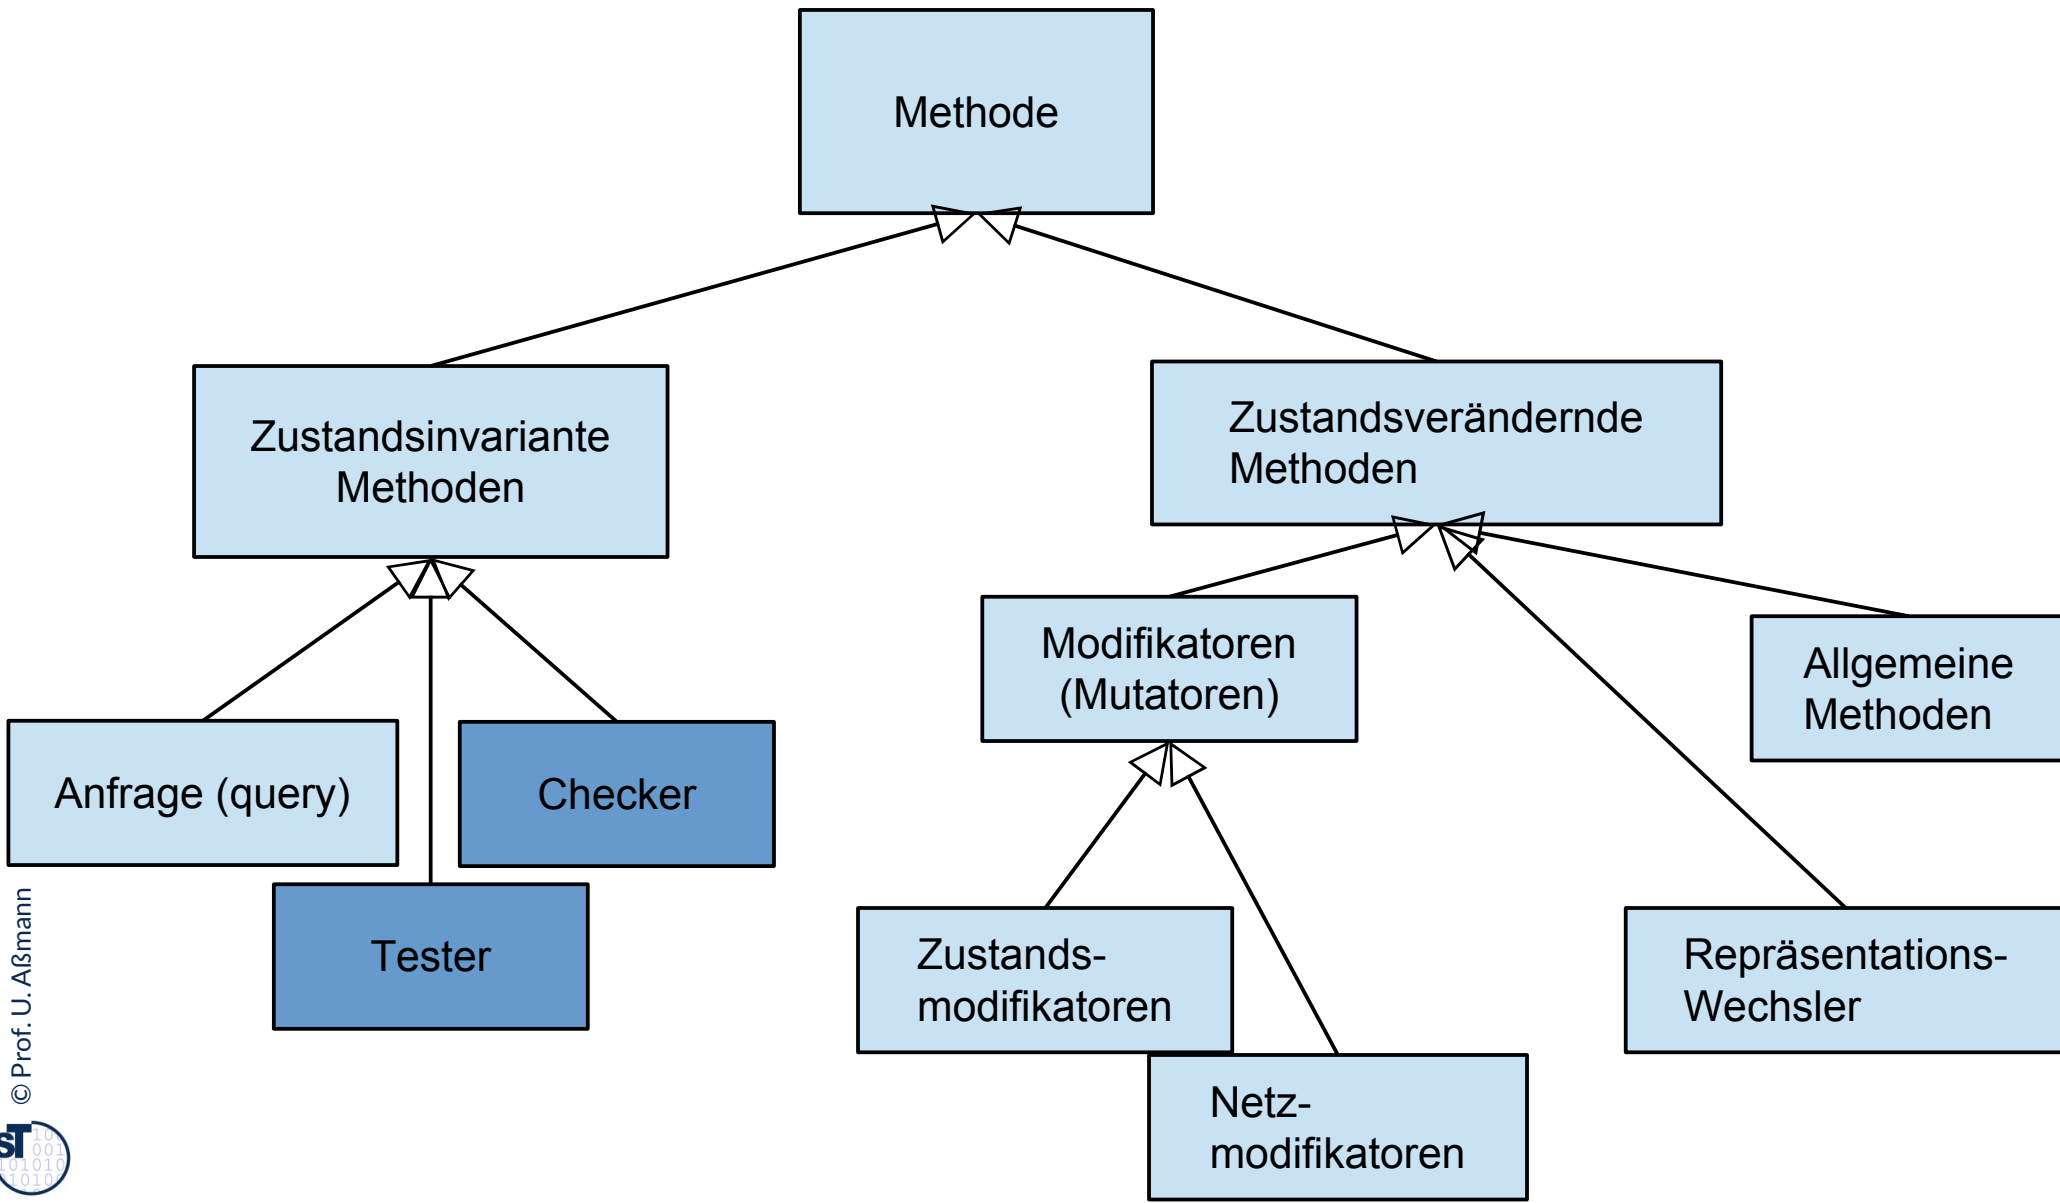 Methode
Zustandsinvariante
Methoden
Zustandsverändernde
Methoden
Modifikatoren
(Mutatoren)
Allgemeine
Methoden
Anfrage (query)
Checker
Tester
Zustands-
modifikatoren
Repräsentations-
Wechsler
Netz-
modifikatoren
© Prof. U. Aßmann
sT